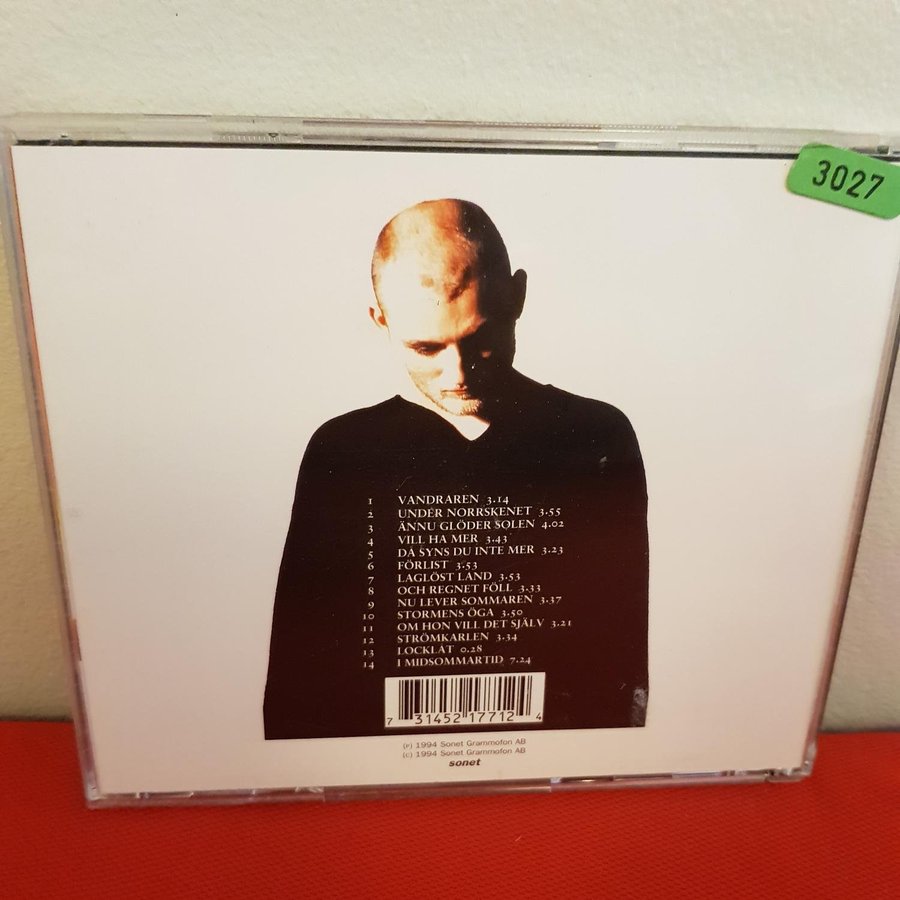 3027
1 VANDRAREN 3.14
2 UNDER NORRSKENET 3.55
3 ÄNNU GLÖDER SOLEN 4.02
4 VILL HA MER 3.43
5 DÅ SYNS DU INTE MER 3.23
6 FÖRLIST 3.53
7 LAGLÖST LAND 3.53
8 OCH REGNET FÖLL 3.33
9 NU LEVER SOMMAREN 3.37
10 STORMENS ÖGA 3.50
11 OM HON VILL DET SJÄLV 3.21
12 STRÖMKARLEN 3.34
13 LOCKLÅT 0.28
14 I MIDSOMMARTID 7.24
7 31452 17712 4
(P) 1994 Sonet Grammofon AB
(C) 1994 Sonet Grammofon AB
sonet